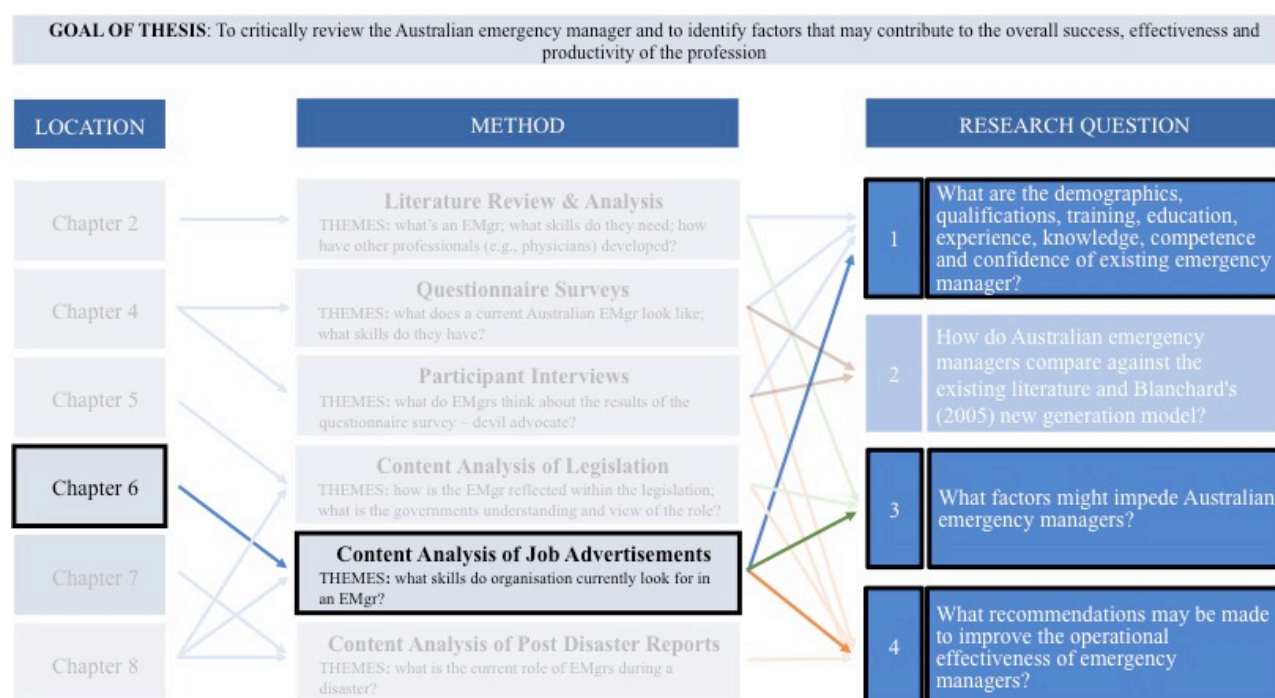 GOAL OF THESIS: To critically review the Australian emergency manager and to identify factors that may contribute to the overall success, effectiveness and
productivity of the profession
LOCATION
METHOD
RESEARCH QUESTION
Chapter 2
Chapter 4
Chapter 5
Chapter 6
Chapter 7
Chapter 8
Literature Review & Analysis
THEMES: what's an EMgr; what skills do they need; how
have other professionals (e.g., physicians) developed?
Questionnaire Surveys
THEMES: what does a current Australian EMgr look like;
what skills do they have?
Participant Interviews
THEMES: what do EMgrs think about the results of the
questionnaire survey – devil advocate?
Content Analysis of Legislation
THEMES: how is the EMgr reflected within the legislation;
what is the governments understanding and view of the role?
Content Analysis of Job Advertisements
THEMES: what skills do organisation currently look for in
an EMgr?
Content Analysis of Post Disaster Reports
THEMES: what is the current role of EMgrs during a
disaster?
1
What are the demographics,
qualifications, training, education,
experience, knowledge, competence
and confidence of existing emergency
manager?
2
How do Australian emergency
managers compare against the
existing literature and Blanchard's
(2005) new generation model?
3
What factors might impede Australian
emergency managers?
4
What recommendations may be made
to improve the operational
effectiveness of emergency
managers?